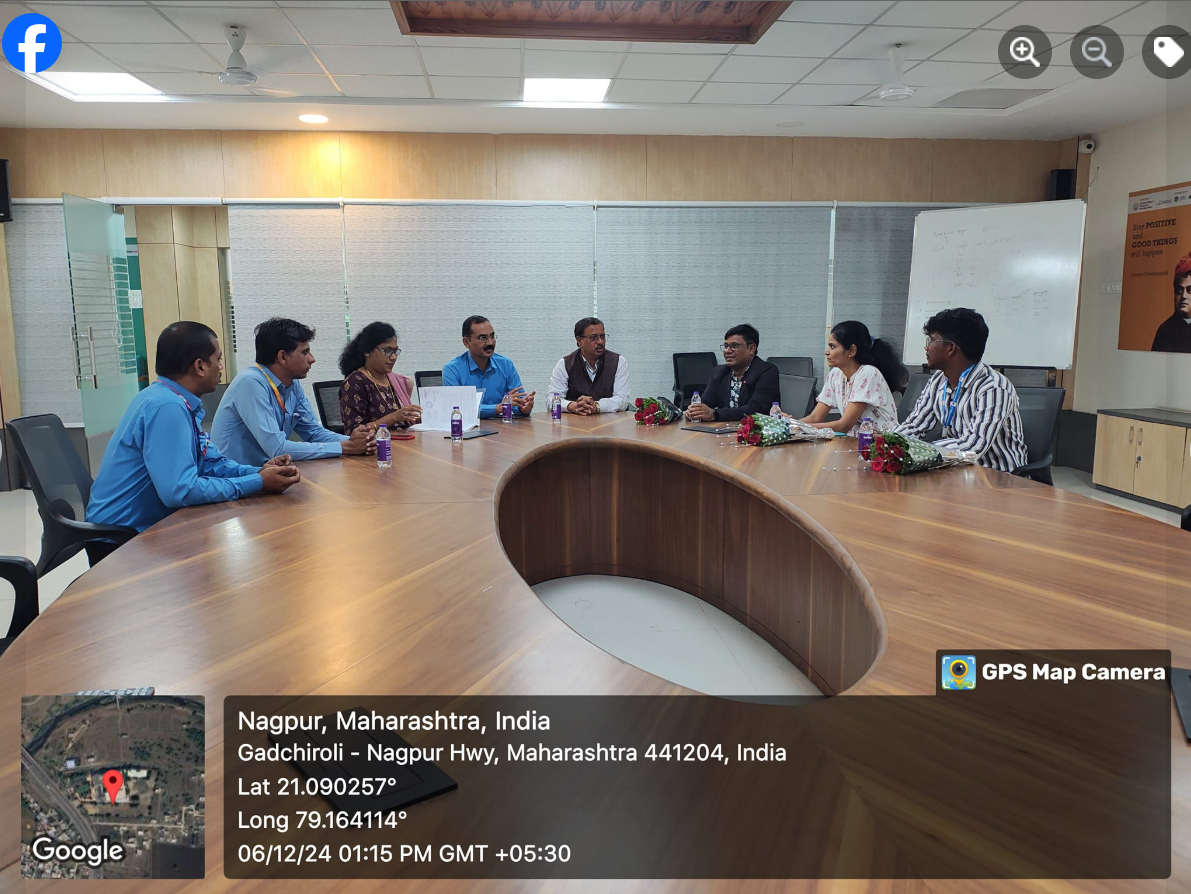 Stay POSITIVE
and
GOOD THINGS
will happen
GPS Map Camera
Nagpur, Maharashtra, India
Gadchiroli - Nagpur Hwy, Maharashtra 441204, India
Lat 21.090257°
Long 79.164114°
06/12/24 01:15 PM GMT +05:30
Google